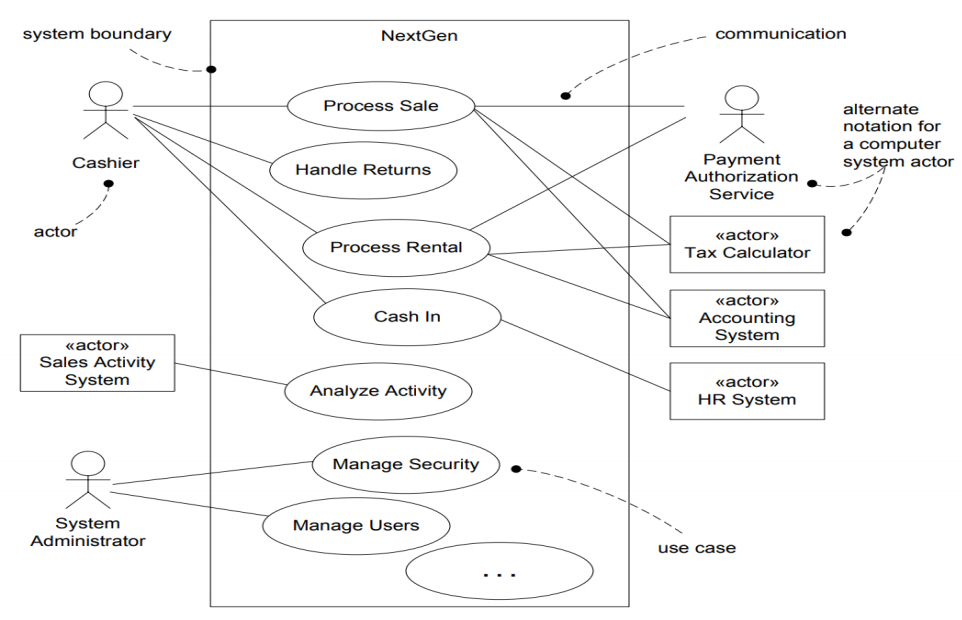 system boundary
NextGen
communication
Process Sale
alternate
notation for
a computer
system actor
Cashier
Handle Returns
Payment
Authorization
Service
actor
Process Rental
«actor»
Tax Calculator
Cash In
«actor»
Accounting
System
«actor»
Sales Activity
System
Analyze Activity
«actor»
HR System
Manage Security
System
Administrator
Manage Users
use case
. . .